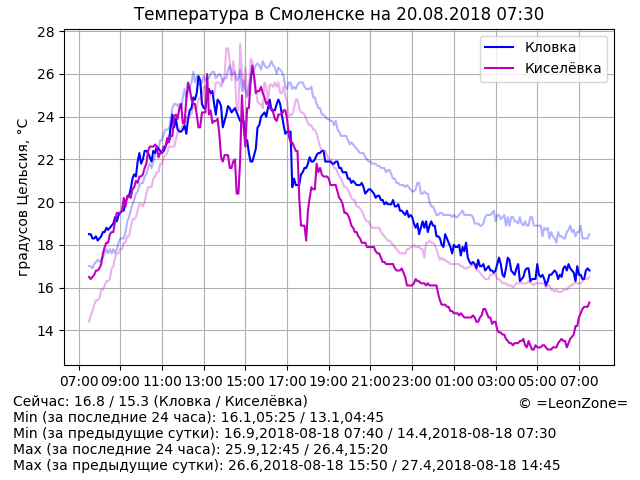 Температура в Смоленске на 20.08.2018 07:30
28
26
24
22
20
18
16
14
градусов Цельсия, °C
Кловка
Киселёвка
07:00 09:00 11:00 13:00 15:00 17:00 19:00 21:00 23:00 01:00 03:00 05:00 07:00
Сейчас: 16.8 / 15.3 (Кловка / Киселёвка)
© =LeonZone=
Min (за последние 24 часа): 16.1,05:25 / 13.1,04:45
Min (за предыдущие сутки): 16.9,2018-08-18 07:40 / 14.4,2018-08-18 07:30
Max (за последние 24 часа): 25.9,12:45 / 26.4,15:20
Max (за предыдущие сутки): 26.6,2018-08-18 15:50 / 27.4,2018-08-18 14:45